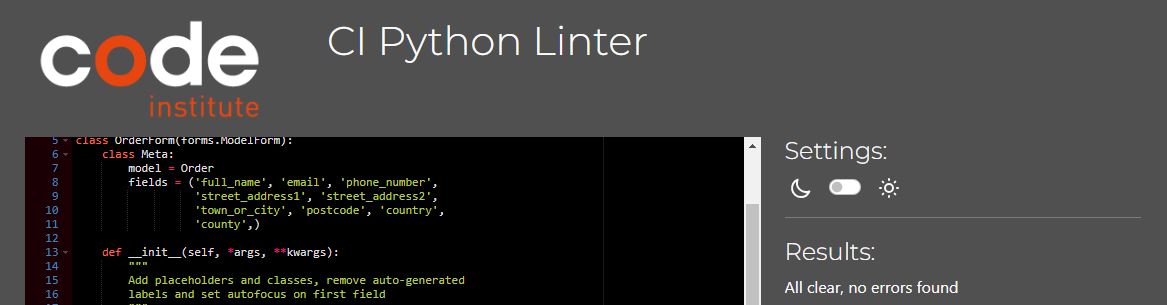 code
institute
CI Python Linter
5 class OrderForm(forms.ModelForm):
6 class Meta:
7 model = Order
8 fields = ('full_name', 'email', 'phone_number',
9 'street_address1', 'street_address2',
10 'town_or_city', 'postcode', 'country',
11 'county',)
12
13 def __init__(self, *args, **kwargs):
14 """
15 Add placeholders and classes, remove auto-generated
16 labels and set autofocus on first field
Settings:
Results:
All clear, no errors found